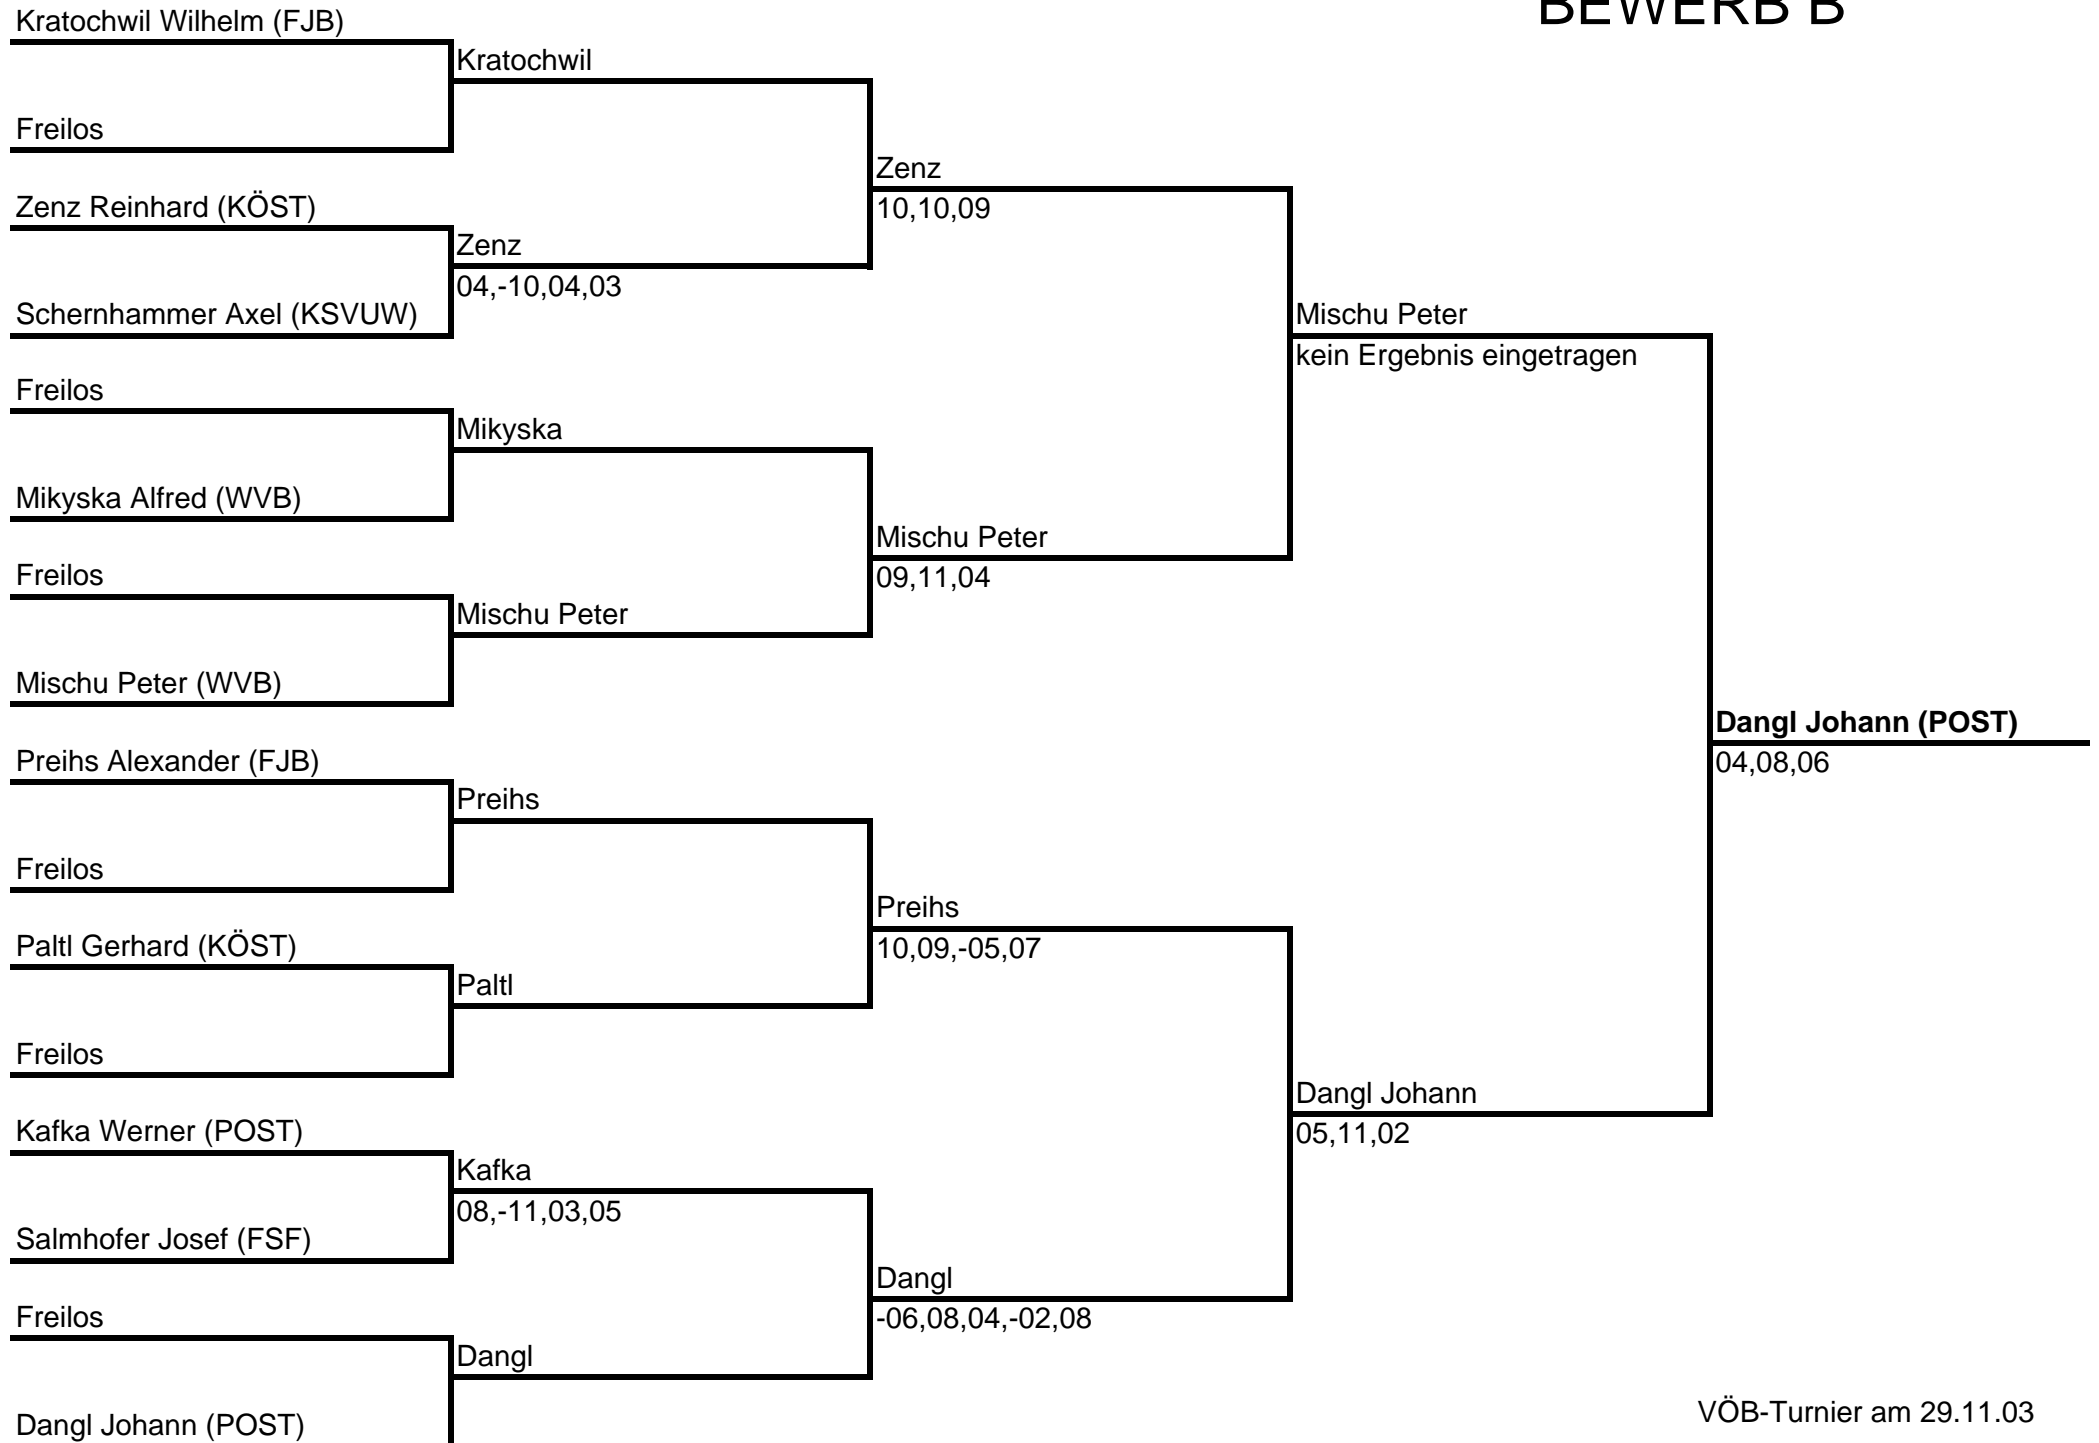 BEWERB B
Kratochwil Wilhelm (FJB)
Kratochwil
Freilos
Zenz
10,10,09
Zenz Reinhard (KÖST)
Zenz
04,-10,04,03
Schernhammer Axel (KSVUW)
Mischu Peter
kein Ergebnis eingetragen
Freilos
Mikyska
Mikyska Alfred (WVB)
Mischu Peter
09,11,04
Freilos
Mischu Peter
Mischu Peter (WVB)
Dangl Johann (POST)
04,08,06
Preihs Alexander (FJB)
Preihs
Freilos
Preihs
10,09,-05,07
Paltl Gerhard (KÖST)
Paltl
Freilos
Dangl Johann
05,11,02
Kafka Werner (POST)
Kafka
08,-11,03,05
Salmhofer Josef (FSF)
Dangl
-06,08,04,-02,08
Freilos
Dangl
Dangl Johann (POST)
VÖB-Turnier am 29.11.03